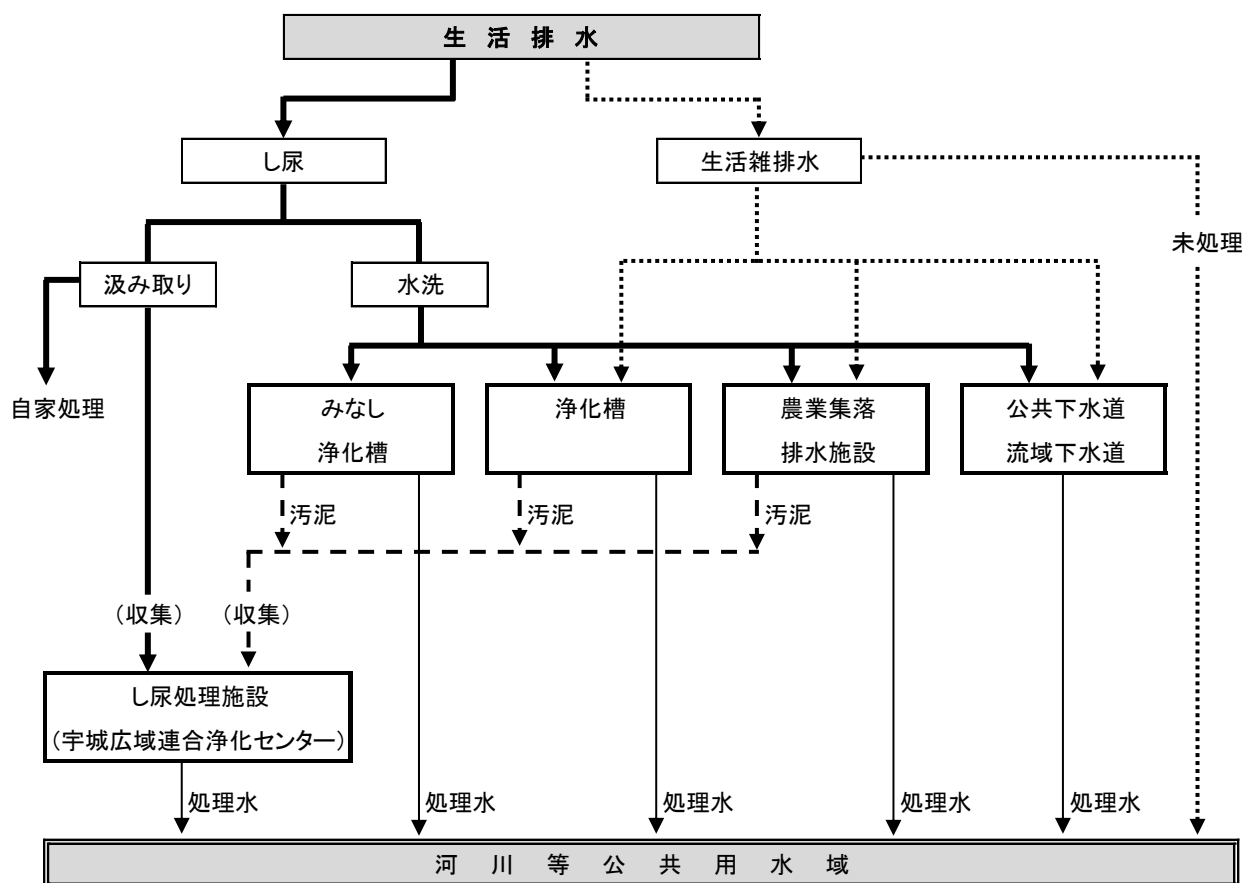 生活排水
し尿
生活雑排水
未処理
汲み取り
水洗
自家処理
みなし
浄化槽
浄化槽
農業集落
排水施設
公共下水道
流域下水道
汚泥
汚泥
汚泥
（収集）
（収集）
し尿処理施設
（宇城広域連合浄化センター）
処理水
処理水
処理水
処理水
処理水
河川等公共用水域